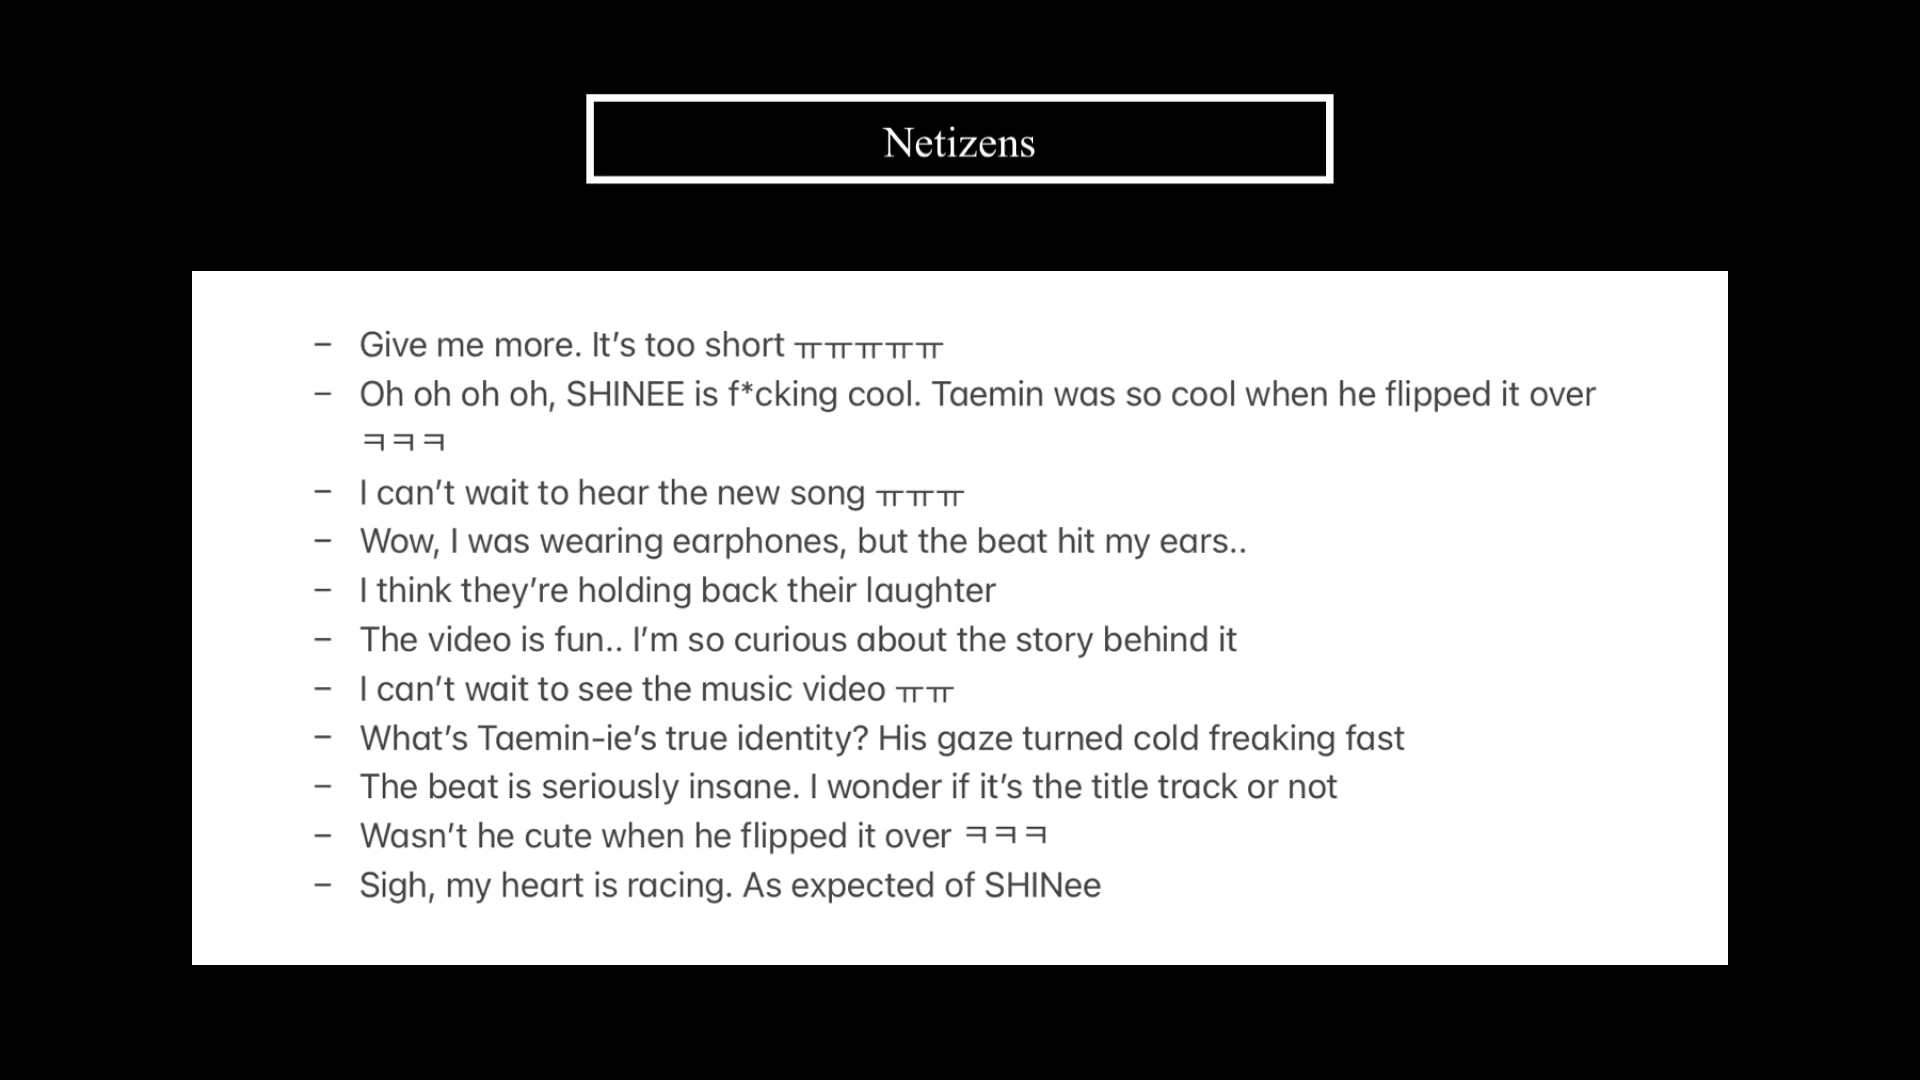 Netizens
– Give me more. It’s too short ㅠㅠㅠㅠㅠ
– Oh oh oh oh, SHINEE is f*cking cool. Taemin was so cool when he flipped it over
ㅋㅋㅋ
– I can’t wait to hear the new song ㅠㅠㅠ
– Wow, I was wearing earphones, but the beat hit my ears..
– I think they’re holding back their laughter
– The video is fun.. I’m so curious about the story behind it
– I can’t wait to see the music video ㅠㅠ
– What’s Taemin-ie’s true identity? His gaze turned cold freaking fast
– The beat is seriously insane. I wonder if it’s the title track or not
– Wasn’t he cute when he flipped it over ㅋㅋㅋ
– Sigh, my heart is racing. As expected of SHINee